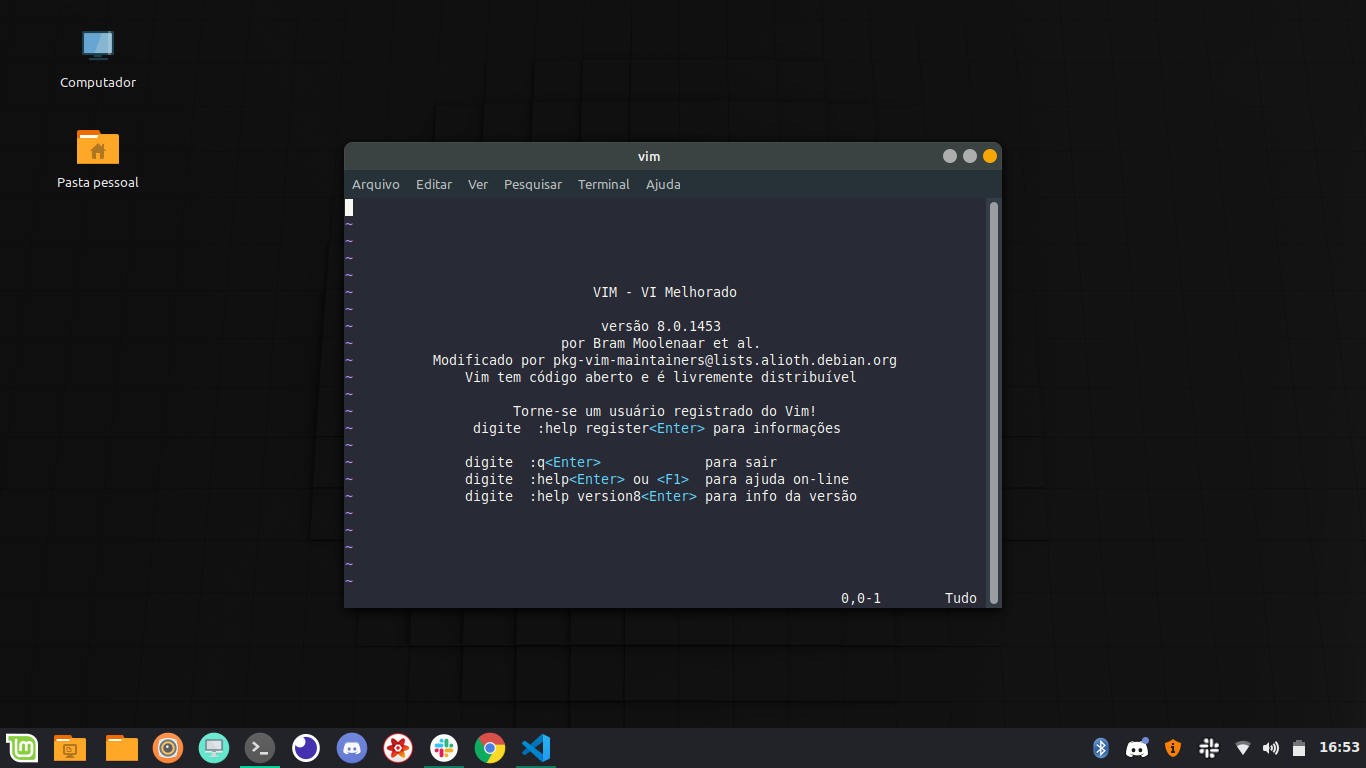 Computador
Pasta pessoal
vim
Arquivo Editar Ver Pesquisar Terminal Ajuda
~
~
~
~
~ VIM - VI Melhorado
~
~ versão 8.0.1453
~ por Bram Moolenaar et al.
~ Modificado por pkg-vim-maintainers@lists.alioth.debian.org
~ Vim tem código aberto e é livremente distribuível
~
~ Torne-se um usuário registrado do Vim!
~ digite :help register<Enter> para informações
~
~ digite :q<Enter> para sair
~ digite :help<Enter> ou <F1> para ajuda on-line
~ digite :help version8<Enter> para info da versão
~
~
~
~
~
0,0-1 Tudo
16:53